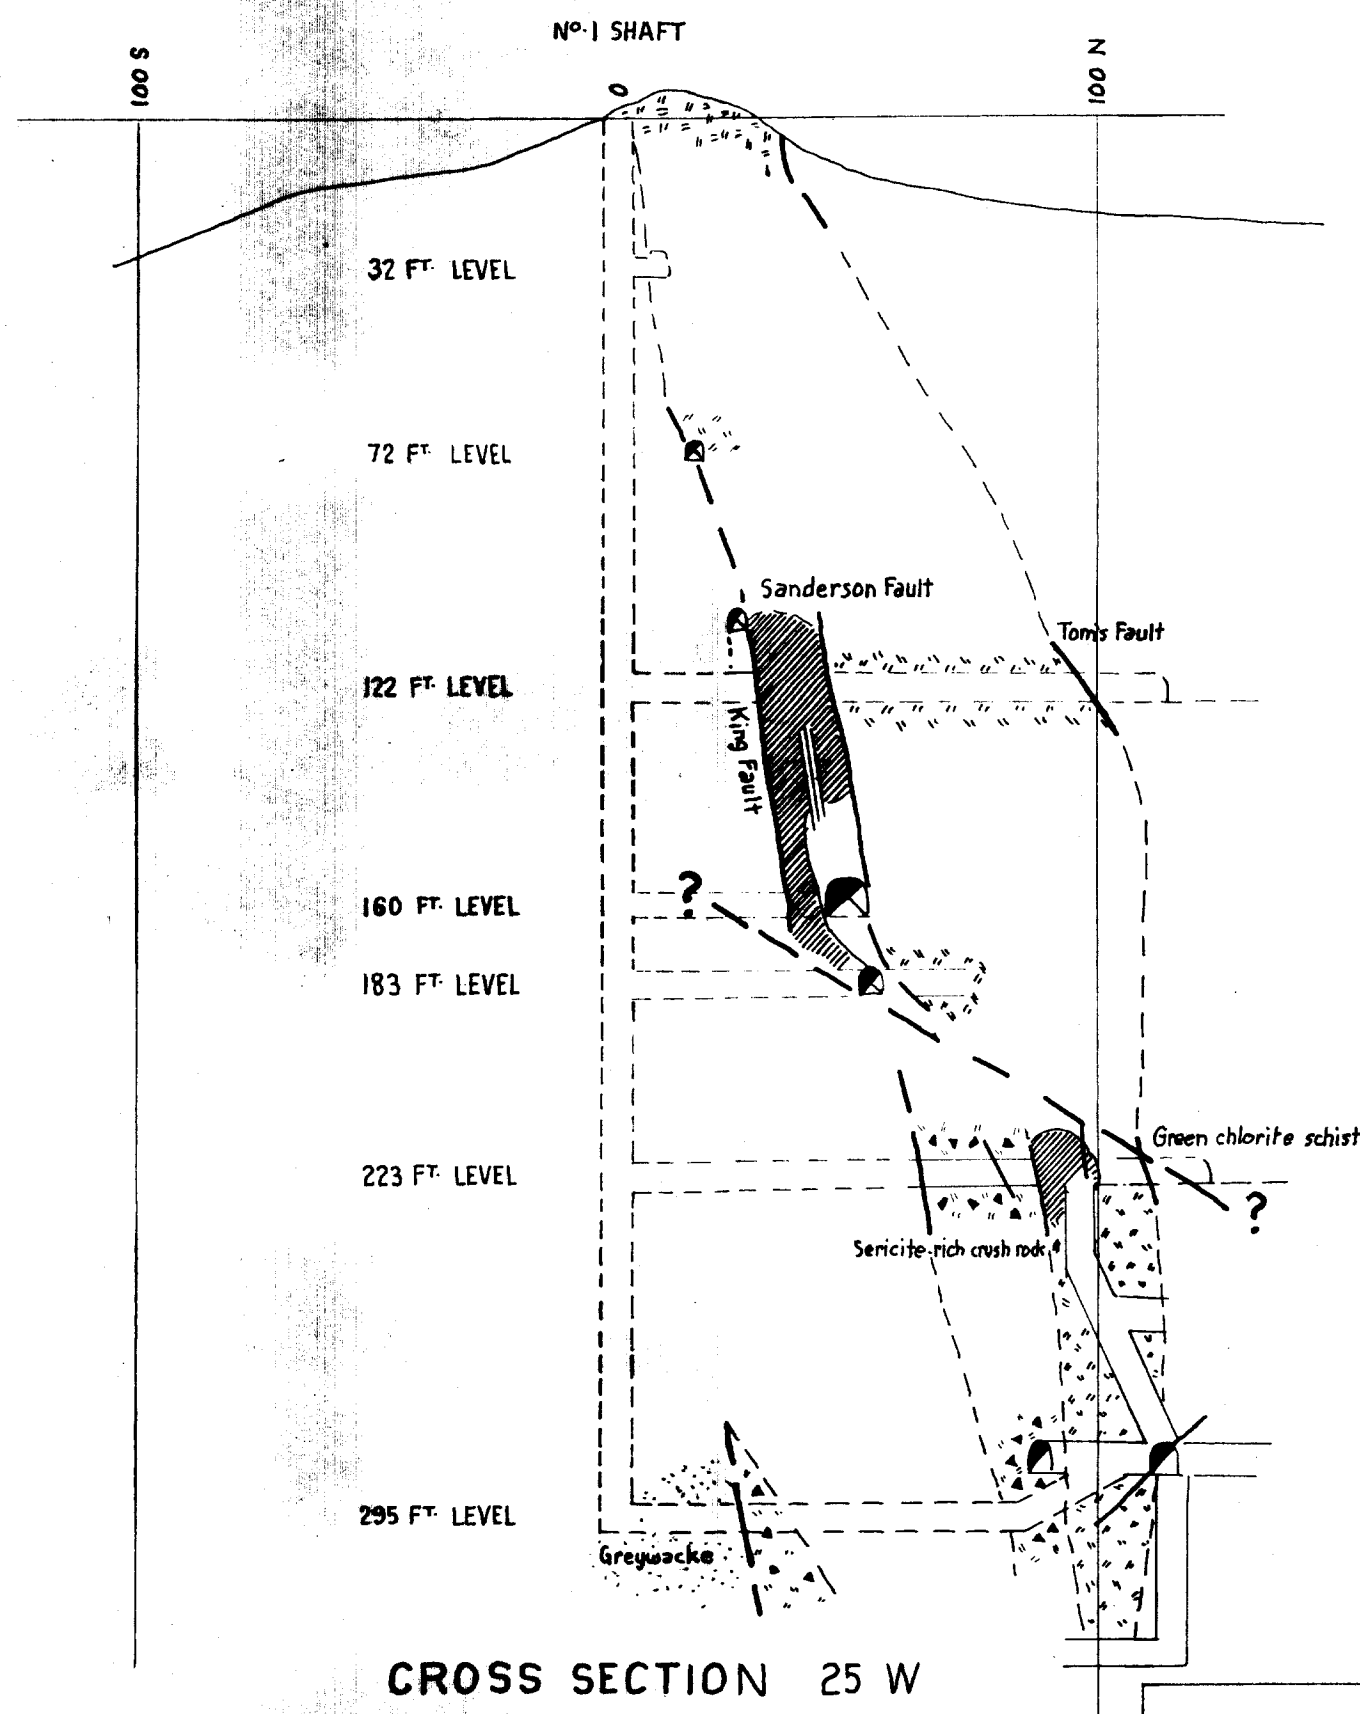 Nº·1 SHAFT
100 S
0
100 N
32 FT. LEVEL
72 FT. LEVEL
Sanderson Fault
Tom's Fault
122 FT. LEVEL
King Fault
?
160 FT. LEVEL
183 FT. LEVEL
Green chlorite schist
223 FT. LEVEL
?
Sericite-rich crush rock
295 FT. LEVEL
Greywacke
CROSS SECTION 25 W